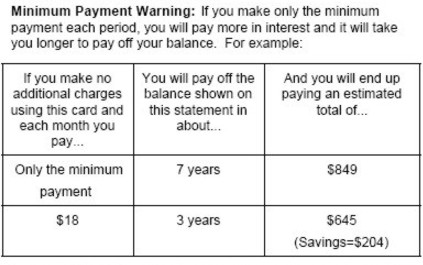 Minimum Payment Warning: If you make only the minimum
payment each period, you will pay more in interest and it will take
you longer to pay off your balance. For example:
If you make no
additional charges
using this card and
each month you
pay...
You will pay off the
balance shown on
this statement in
about...
And you will end up
paying an estimated
total of...
Only the minimum
payment
7 years
$849
$18
3 years
$645
(Savings=$204)